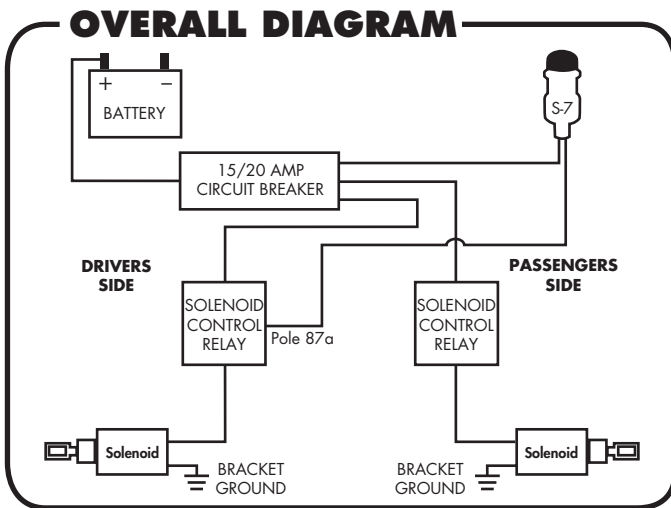 OVERALL DIAGRAM
+ −
BATTERY
S-7
15/20 AMP
CIRCUIT BREAKER
DRIVERS
SIDE
PASSENGERS
SIDE
SOLENOID
CONTROL
RELAY
Pole 87a
SOLENOID
CONTROL
RELAY
Solenoid
BRACKET
GROUND
BRACKET
GROUND
Solenoid